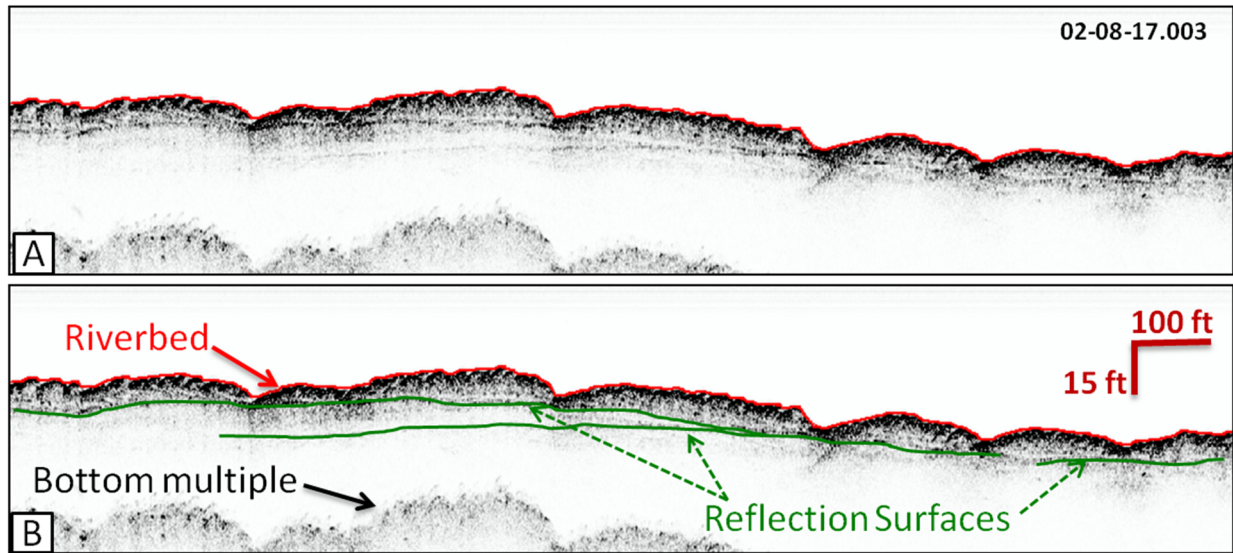 02-08-17.003
A
Riverbed
100 ft
15 ft
Bottom multiple
Reflection Surfaces
B